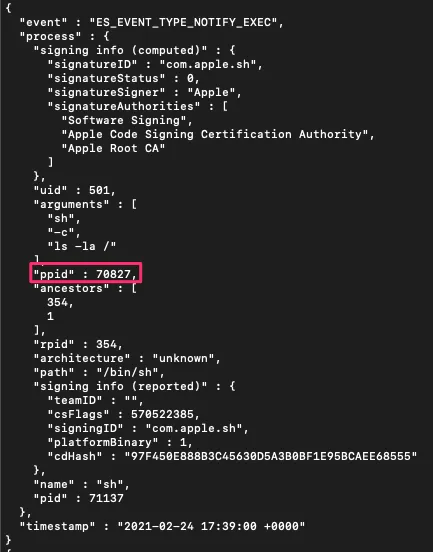 {
"event" : "ES_EVENT_TYPE_NOTIFY_EXEC",
"process" : {
"signing info (computed)" : {
"signatureID" : "com.apple.sh",
"signatureStatus" : 0,
"signatureSigner" : "Apple",
"signatureAuthorities" : [
"Software Signing",
"Apple Code Signing Certification Authority",
"Apple Root CA"
]
},
"uid" : 501,
"arguments" : [
"sh",
"-c",
"ls -la /"
],
"ppid" : 70827,
"ancestors" : [
354,
1
],
"rpid" : 354,
"architecture" : "unknown",
"path" : "/bin/sh",
"signing info (reported)" : {
"teamID" : "",
"csFlags" : 570522385,
"signingID" : "com.apple.sh",
"platformBinary" : 1,
"cdHash" : "97F450E888B3C45630D5A3B0BF1E95BCAEE68555"
},
"name" : "sh",
"pid" : 71137
},
"timestamp" : "2021-02-24 17:39:00 +0000"
}